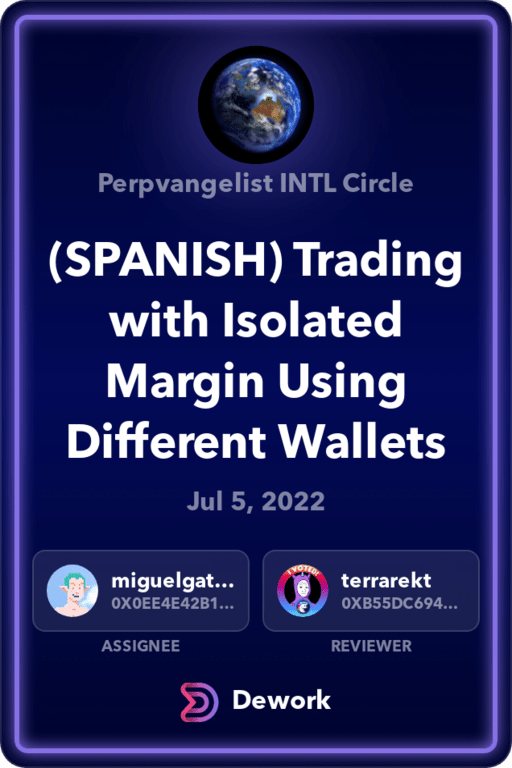 Perpvangelist INTL Circle
(SPANISH) Trading
with Isolated
Margin Using
Different Wallets
Jul 5, 2022
miguelgat...
0X0EE4E42B1...
ASSIGNEE
I VOTED!
terrarekt
0XB55DC694...
REVIEWER
Dework